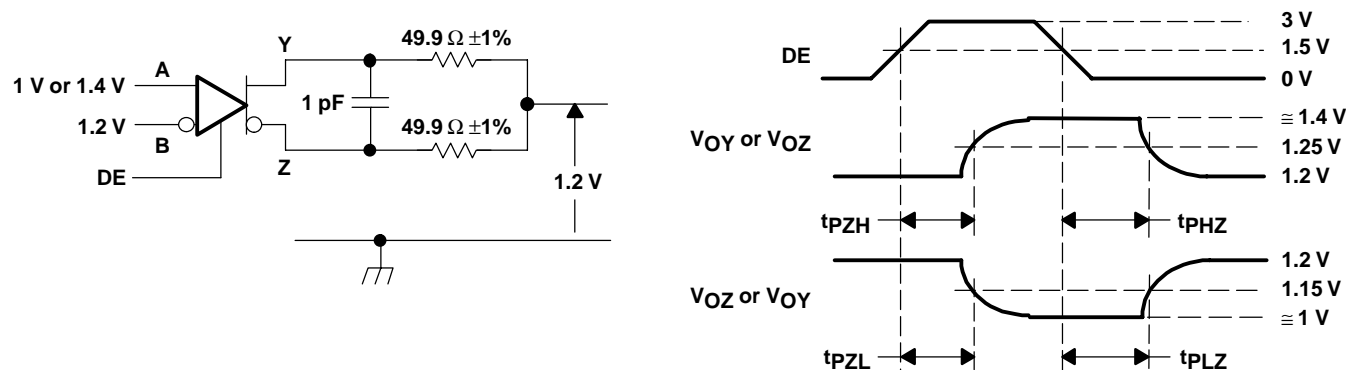 Y
49.9 Ω ±1%
A
1 V or 1.4 V
1 pF
1.2 V
B
49.9 Ω ±1%
Z
DE
1.2 V
3 V
1.5 V
DE
0 V
≅ 1.4 V
VOY or VOZ
1.25 V
1.2 V
tPZH
tPHZ
1.2 V
1.15 V
VOZ or VOY
≅ 1 V
tPZL
tPLZ